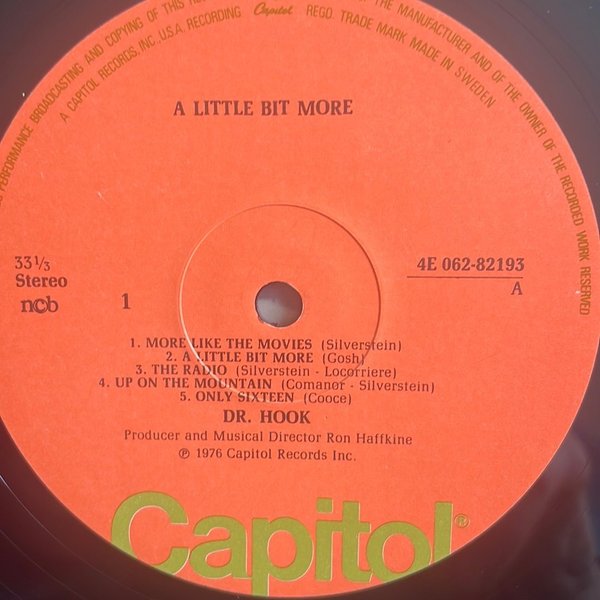 PERFORMANCE BROADCASTING AND COPYING OF THIS
OF THE MANUFACTURER AND OF THE OWNER OF THE RECORDED WORK RESERVED
A CAPITOL RECORDS, INC., U.S.A. RECORDING Capitol REGD. TRADE MARK MADE IN SWEDEN
A LITTLE BIT MORE
33⅓
Stereo
ncb
1
4E 062-82193
A
1. MORE LIKE THE MOVIES (Silverstein)
2. A LITTLE BIT MORE (Gosh)
3. THE RADIO (Silverstein - Locorriere)
4. UP ON THE MOUNTAIN (Comanor - Silverstein)
5. ONLY SIXTEEN (Cooce)
DR. HOOK
Producer and Musical Director Ron Haffkine
℗ 1976 Capitol Records Inc.
Capitol®